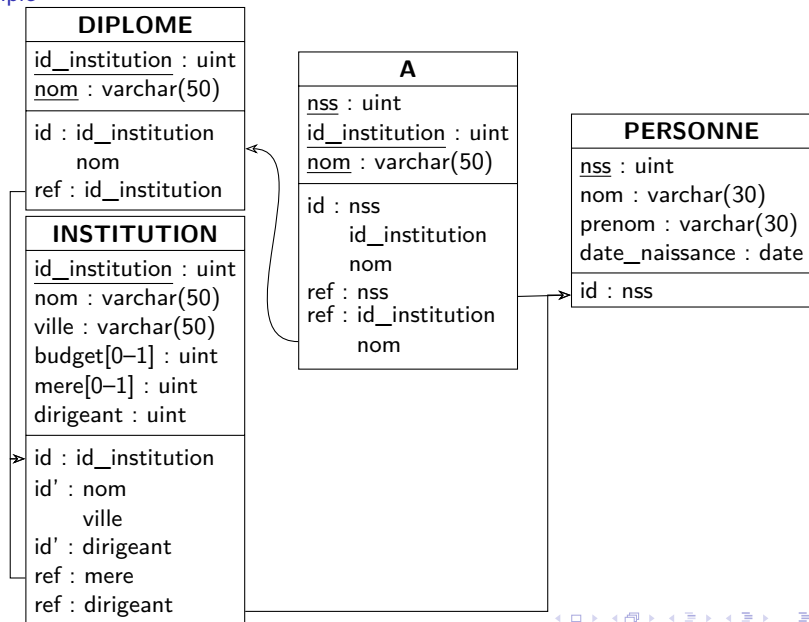 DIPLOME
id_institution : uint
nom : varchar(50)
id : id_institution
nom
ref : id_institution
INSTITUTION
id_institution : uint
nom : varchar(50)
ville : varchar(50)
budget[0–1] : uint
mere[0–1] : uint
dirigeant : uint
id : id_institution
id' : nom
ville
id' : dirigeant
ref : mere
ref : dirigeant
A
nss : uint
id_institution : uint
nom : varchar(50)
id : nss
id_institution
nom
ref : nss
ref : id_institution
nom
PERSONNE
nss : uint
nom : varchar(30)
prenom : varchar(30)
date_naissance : date
id : nss